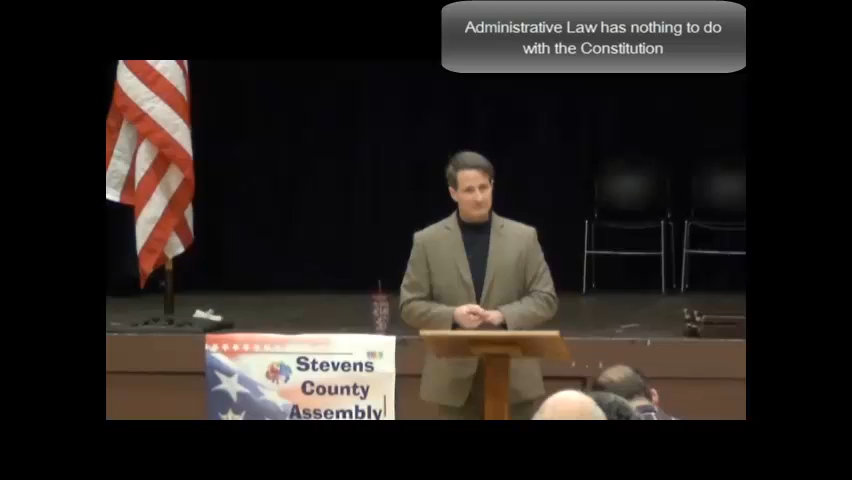 Administrative Law has nothing to do
with the Constitution
Stevens
County
Assembly